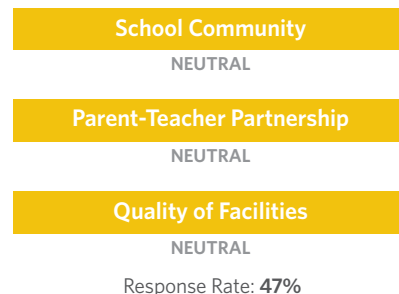 School Community
NEUTRAL
Parent-Teacher Partnership
NEUTRAL
Quality of Facilities
NEUTRAL
Response Rate: 47%